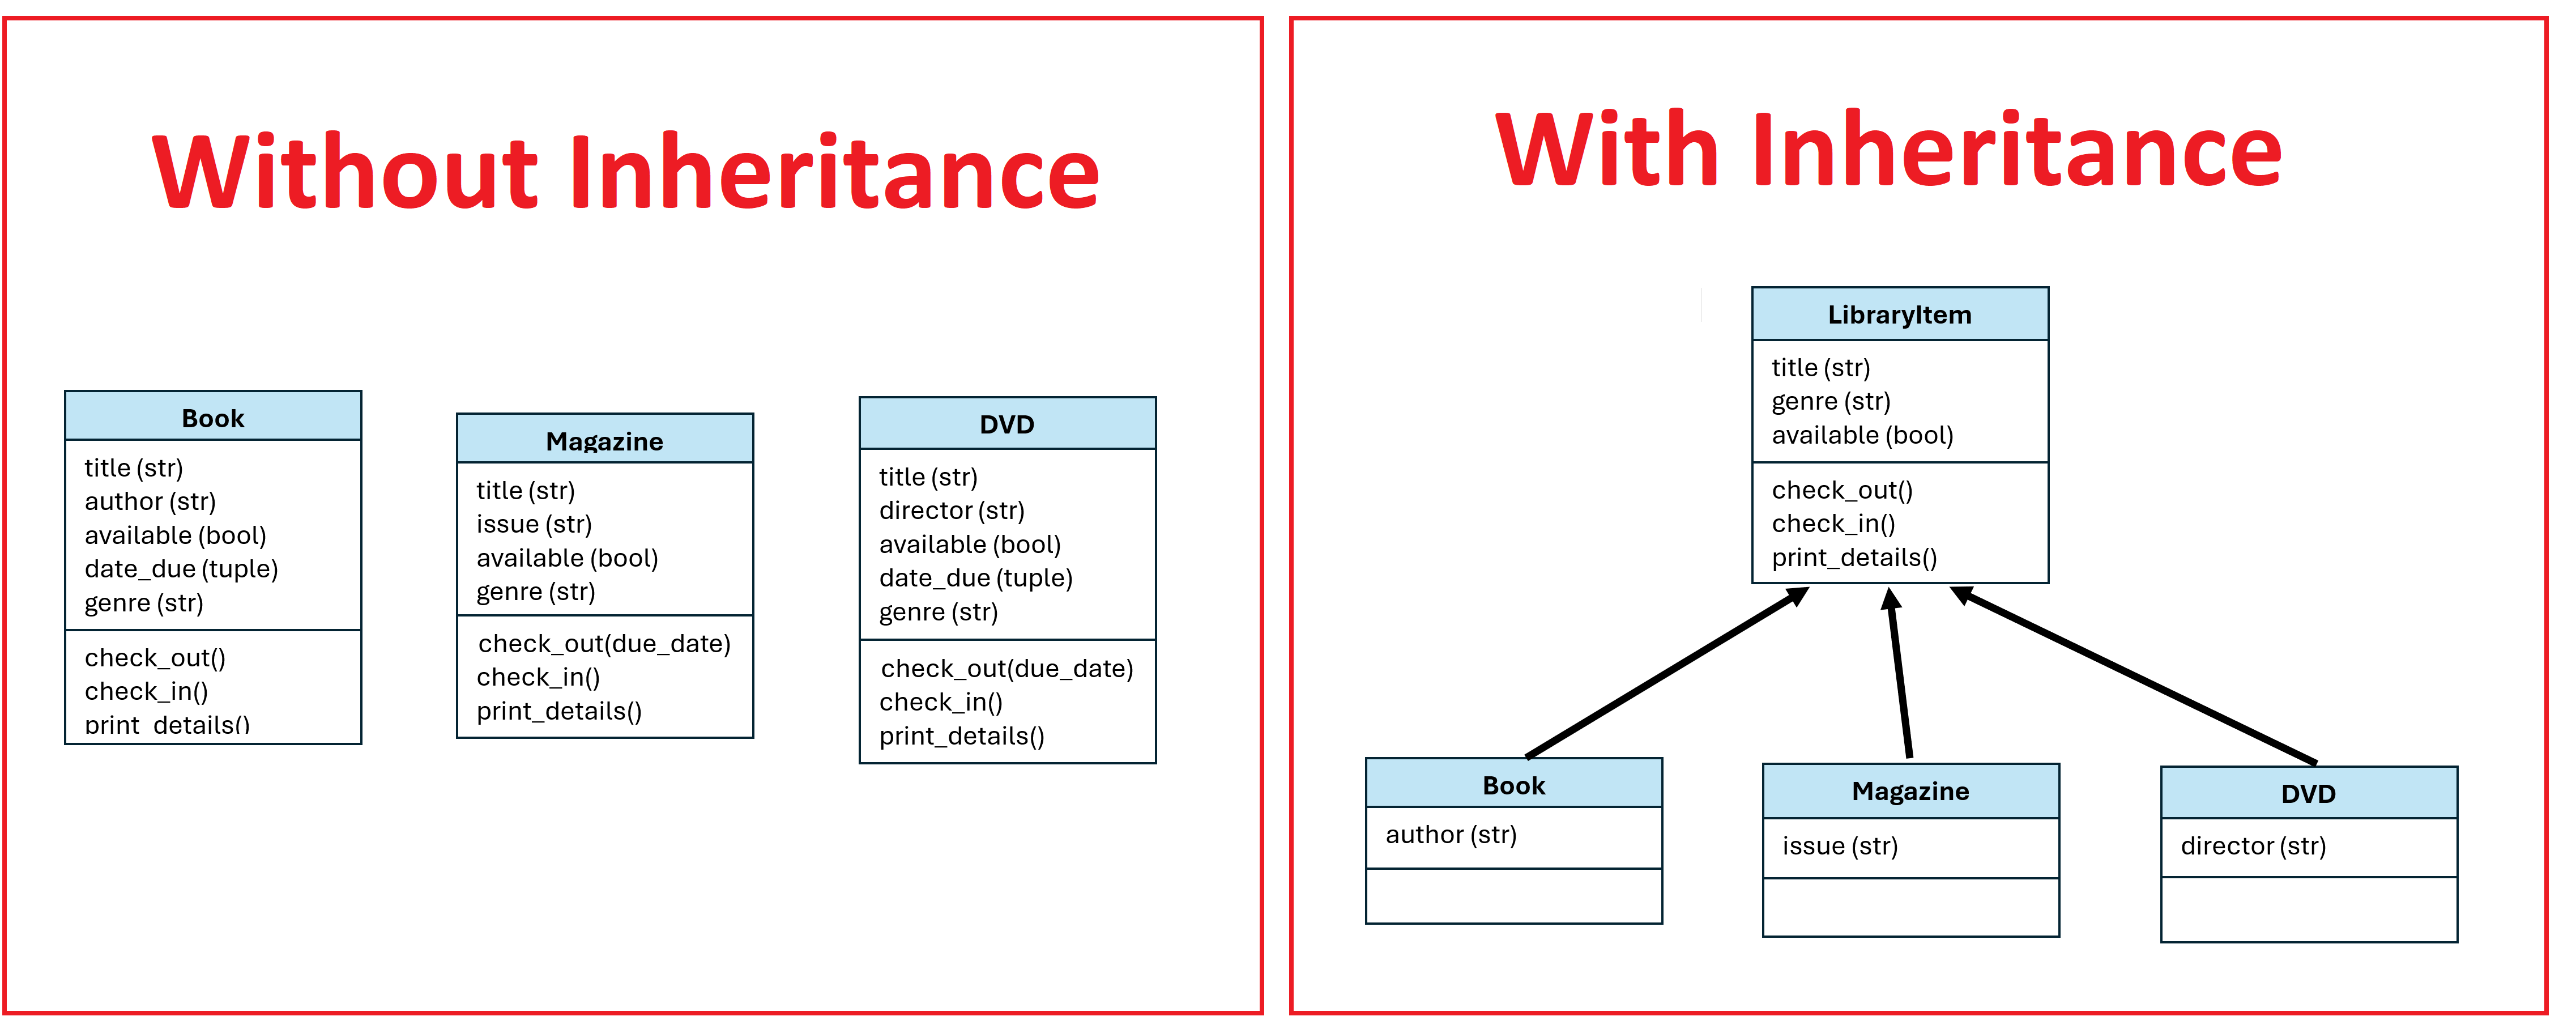 Without Inheritance
Book
title (str)
author (str)
available (bool)
date_due (tuple)
genre (str)
check_out()
check_in()
print_details()
Magazine
title (str)
issue (str)
available (bool)
genre (str)
check_out(due_date)
check_in()
print_details()
DVD
title (str)
director (str)
available (bool)
date_due (tuple)
genre (str)
check_out(due_date)
check_in()
print_details()
With Inheritance
LibraryItem
title (str)
genre (str)
available (bool)
check_out()
check_in()
print_details()
Book
author (str)
Magazine
issue (str)
DVD
director (str)